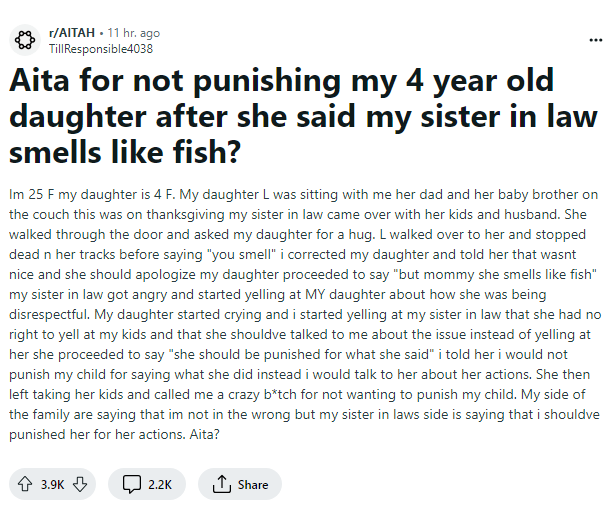 r/AITAH • 11 hr. ago
TillResponsible4038
Aita for not punishing my 4 year old
daughter after she said my sister in law
smells like fish?
Im 25 F my daughter is 4 F. My daughter L was sitting with me her dad and her baby brother on
the couch this was on thanksgiving my sister in law came over with her kids and husband. She
walked through the door and asked my daughter for a hug. L walked over to her and stopped
dead n her tracks before saying "you smell" i corrected my daughter and told her that wasnt
nice and she should apologize my daughter proceeded to say "but mommy she smells like fish"
my sister in law got angry and started yelling at MY daughter about how she was being
disrespectful. My daughter started crying and i started yelling at my sister in law that she had no
right to yell at my kids and that she shouldve talked to me about the issue instead of yelling at
her she proceeded to say "she should be punished for what she said" i told her i would not
punish my child for saying what she did instead i would talk to her about her actions. She then
left taking her kids and called me a crazy b*tch for not wanting to punish my child. My side of
the family are saying that im not in the wrong but my sister in laws side is saying that i shouldve
punished her for her actions. Aita?
3.9K 2.2K Share